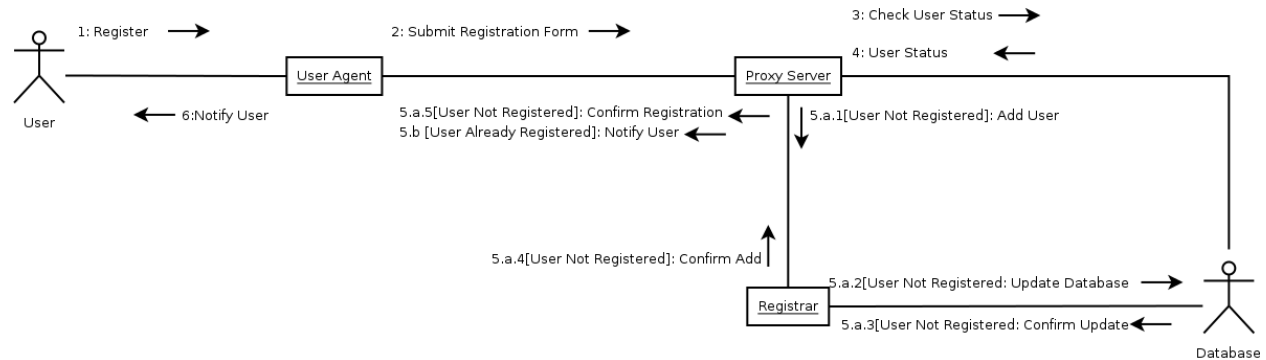 3: Check User Status
1: Register
2: Submit Registration Form
4: User Status
User Agent
Proxy Server
User
6:Notify User
5.a.5[User Not Registered]: Confirm Registration
5.b [User Already Registered]: Notify User
5.a.1[User Not Registered]: Add User
5.a.4[User Not Registered]: Confirm Add
5.a.2[User Not Registered: Update Database
Registrar
5.a.3[User Not Registered: Confirm Update
Database